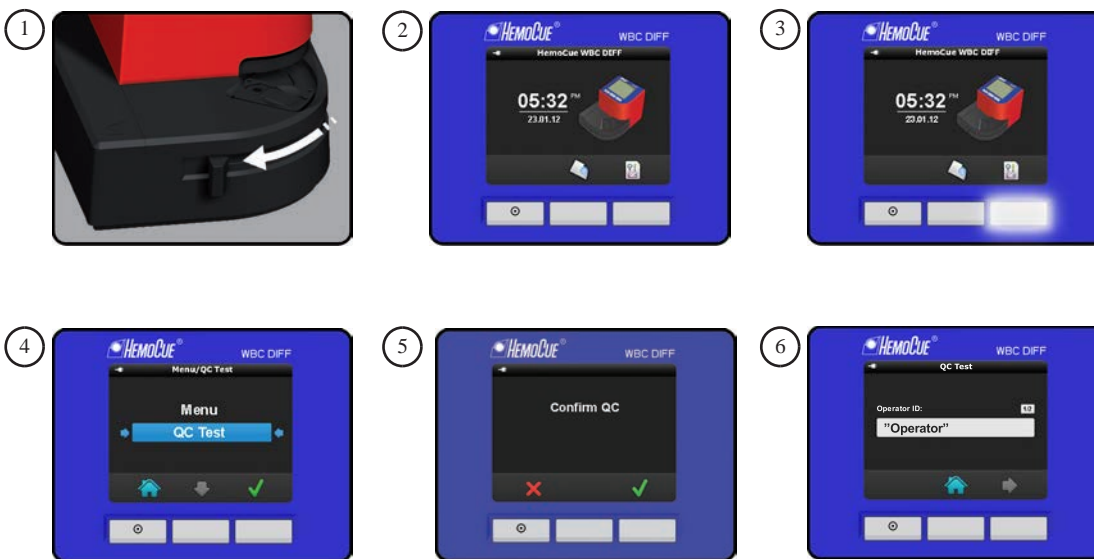 1
2
HEMOCUE®
WBC DIFF
HemoCue WBC DIFF
05:32 PM
23.01.12
3
HEMOCUE®
WBC DIFF
HemoCue WBC DIFF
05:32 PM
23.01.12
4
HEMOCUE®
WBC DIFF
Menu/QC Test
Menu
QC Test
5
HEMOCUE®
WBC DIFF
Confirm QC
6
HEMOCUE®
WBC DIFF
QC Test
Operator ID:
1/2
"Operator"